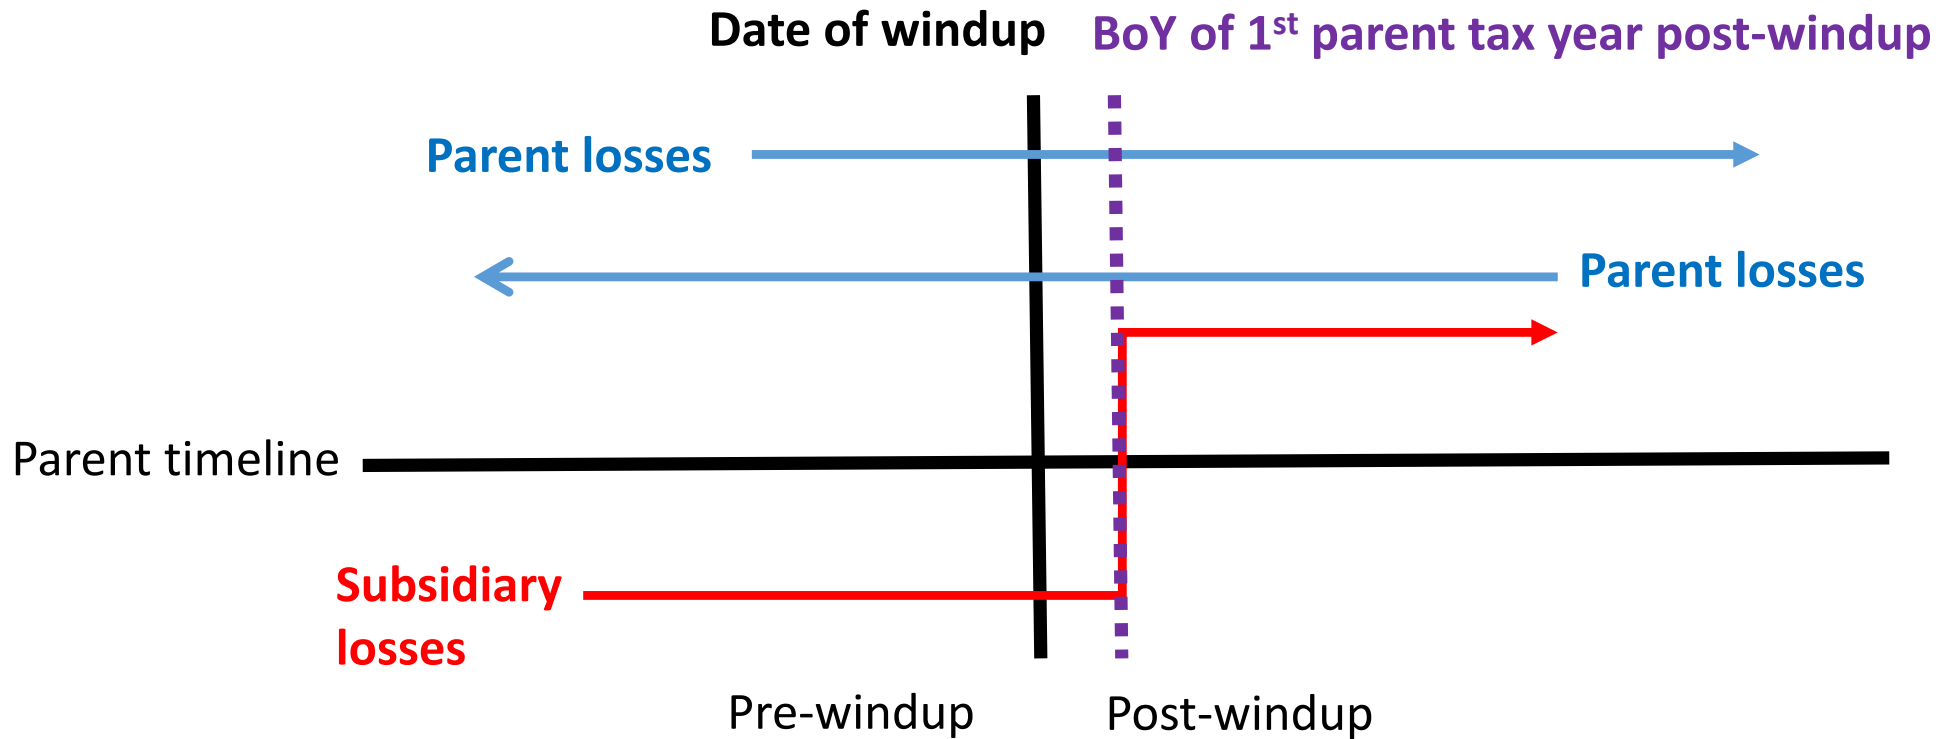 Date of windup
BoY of 1st parent tax year post-windup
Parent losses
Parent losses
Parent timeline
Subsidiary
losses
Pre-windup
Post-windup